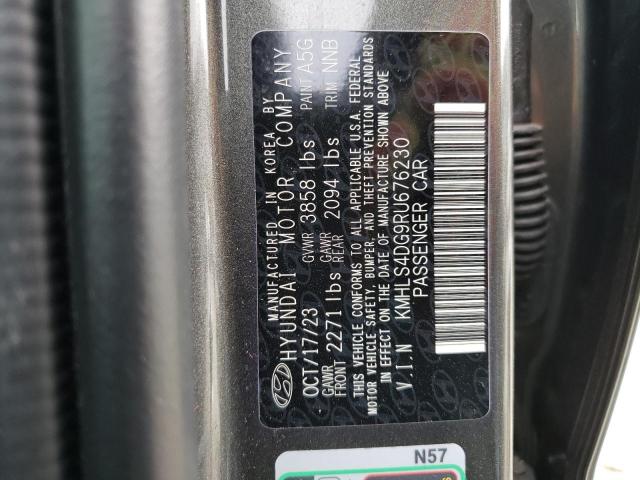 MANUFACTURED IN KOREA BY
HYUNDAI MOTOR COMPANY
OCT/17/23 GVWR 3858 lbs PAINT A5G
GAWR FRONT 2271 lbs GAWR REAR 2094 lbs TRIM NNB
THIS VEHICLE CONFORMS TO ALL APPLICABLE U.S.A. FEDERAL
MOTOR VEHICLE SAFETY, BUMPER, AND THEFT PREVENTION STANDARDS
IN EFFECT ON THE DATE OF MANUFACTURE SHOWN ABOVE
V.I.N KMHLS4DG9RU676230
PASSENGER CAR
N57